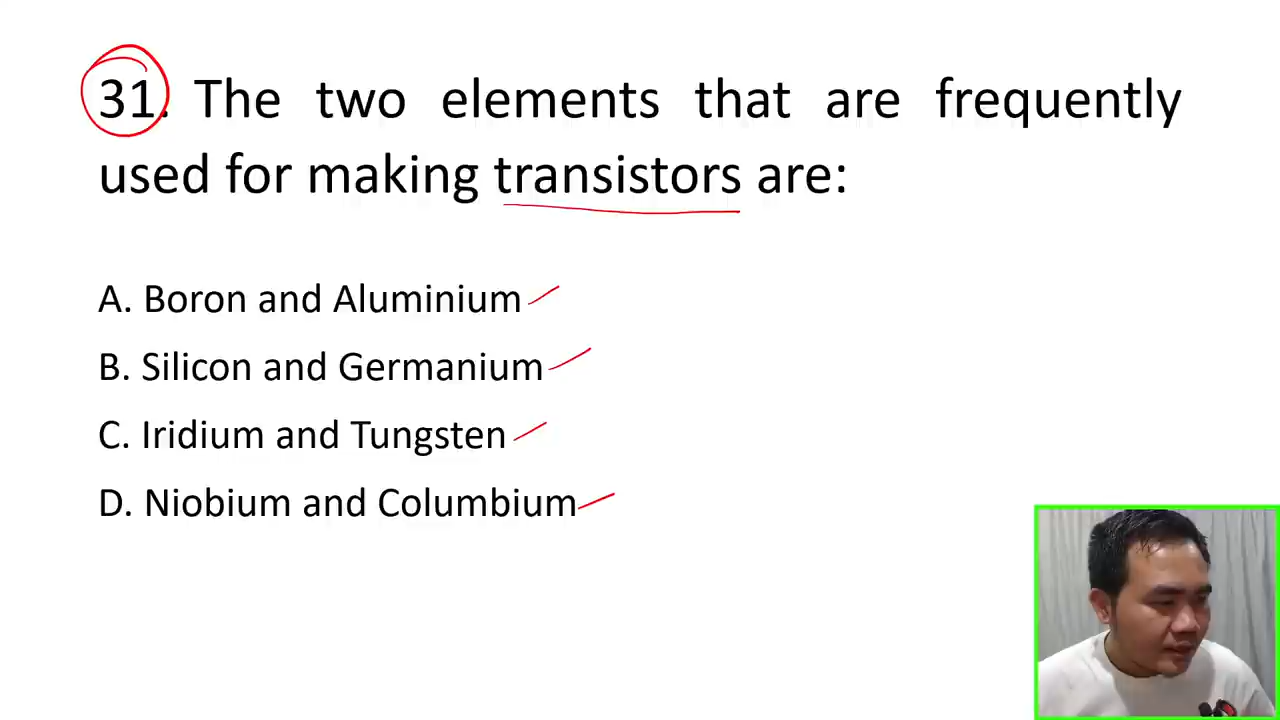 31. The two elements that are frequently
used for making transistors are:
A. Boron and Aluminium
B. Silicon and Germanium
C. Iridium and Tungsten
D. Niobium and Columbium